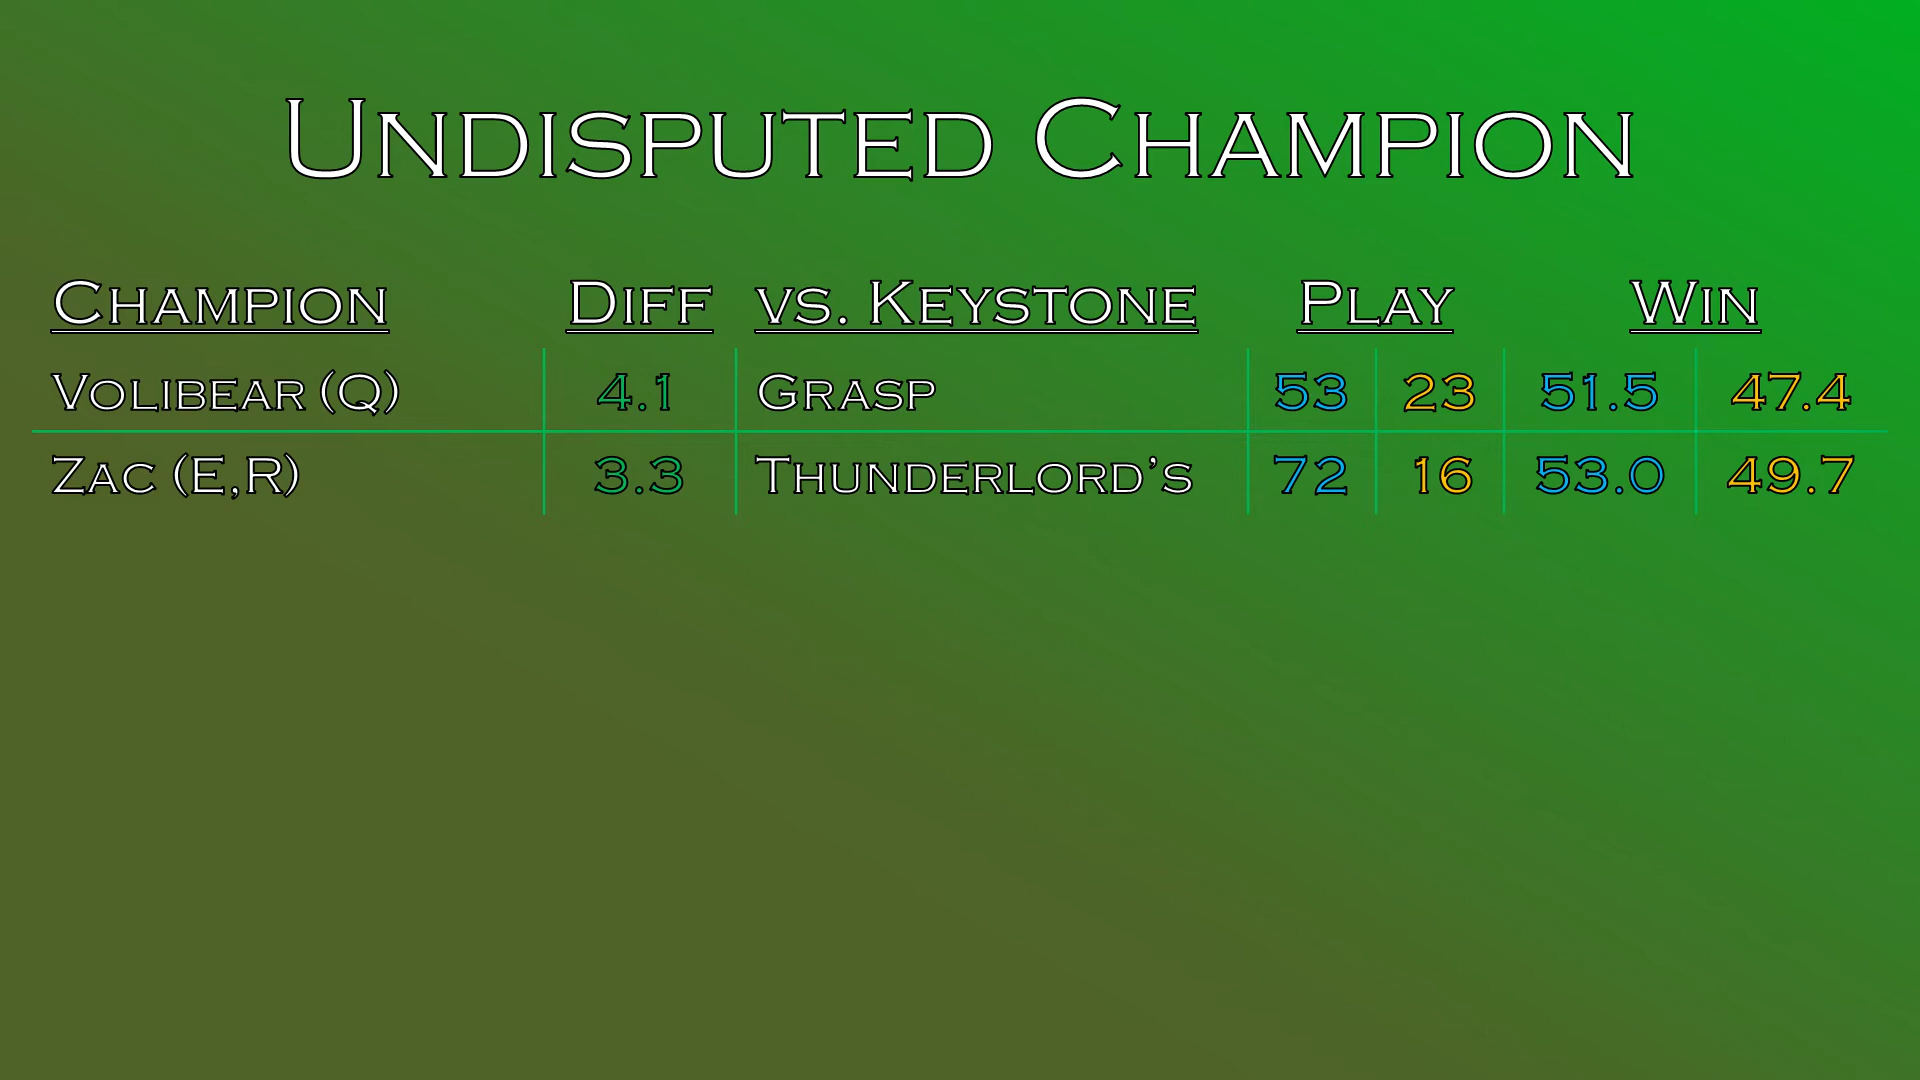 Undisputed Champion
Champion Diff vs. Keystone Play Win
Volibear (Q) 4.1 Grasp 53 23 51.5 47.4
Zac (E,R) 3.3 Thunderlord's 72 16 53.0 49.7